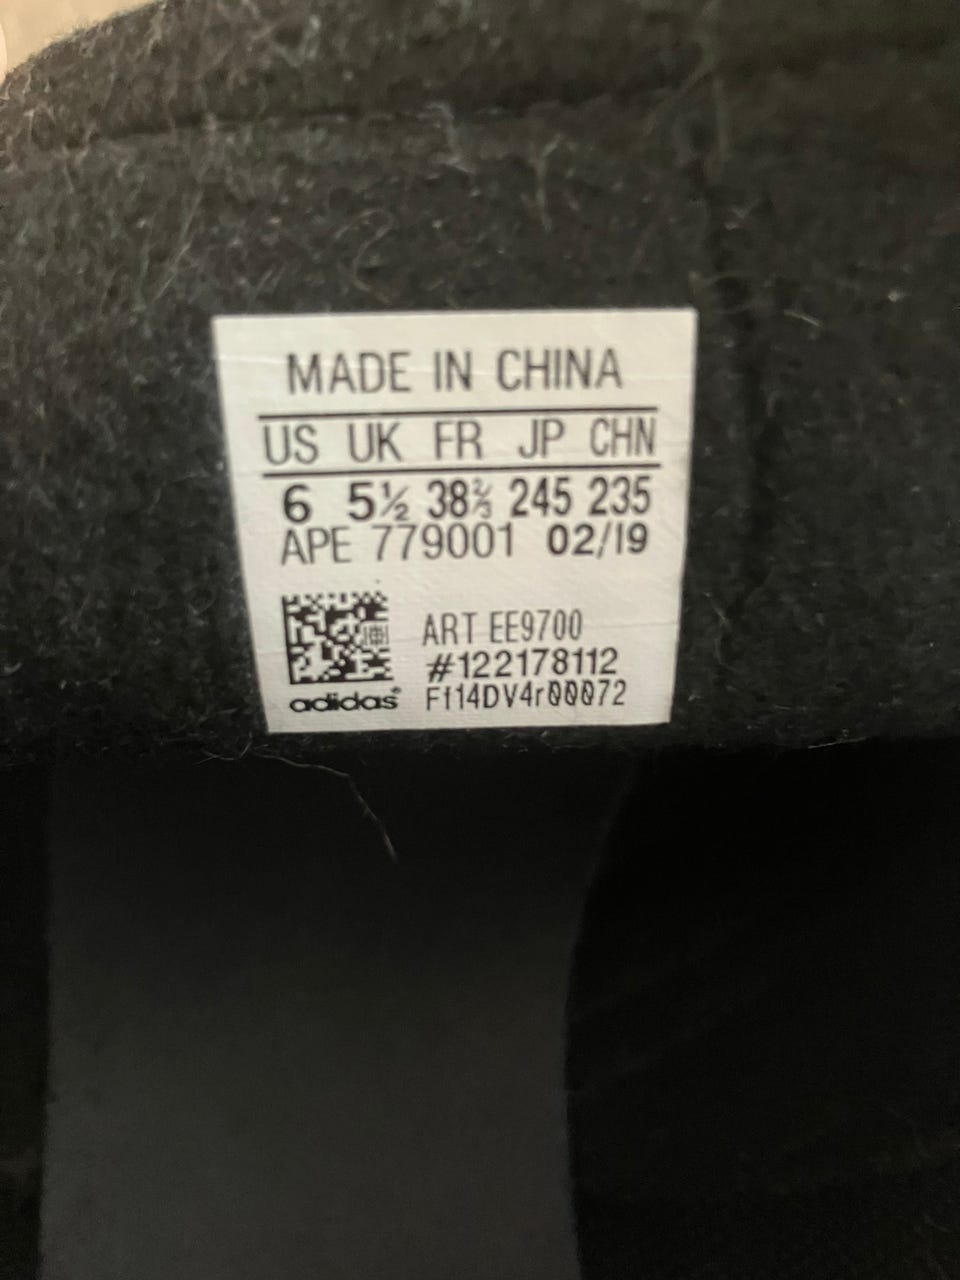 MADE IN CHINA
US UK FR JP CHN
6 5½ 38⅔ 245 235
APE 779001 02/19
ART EE9700
#122178112
adidas® Ff14DV4r00072